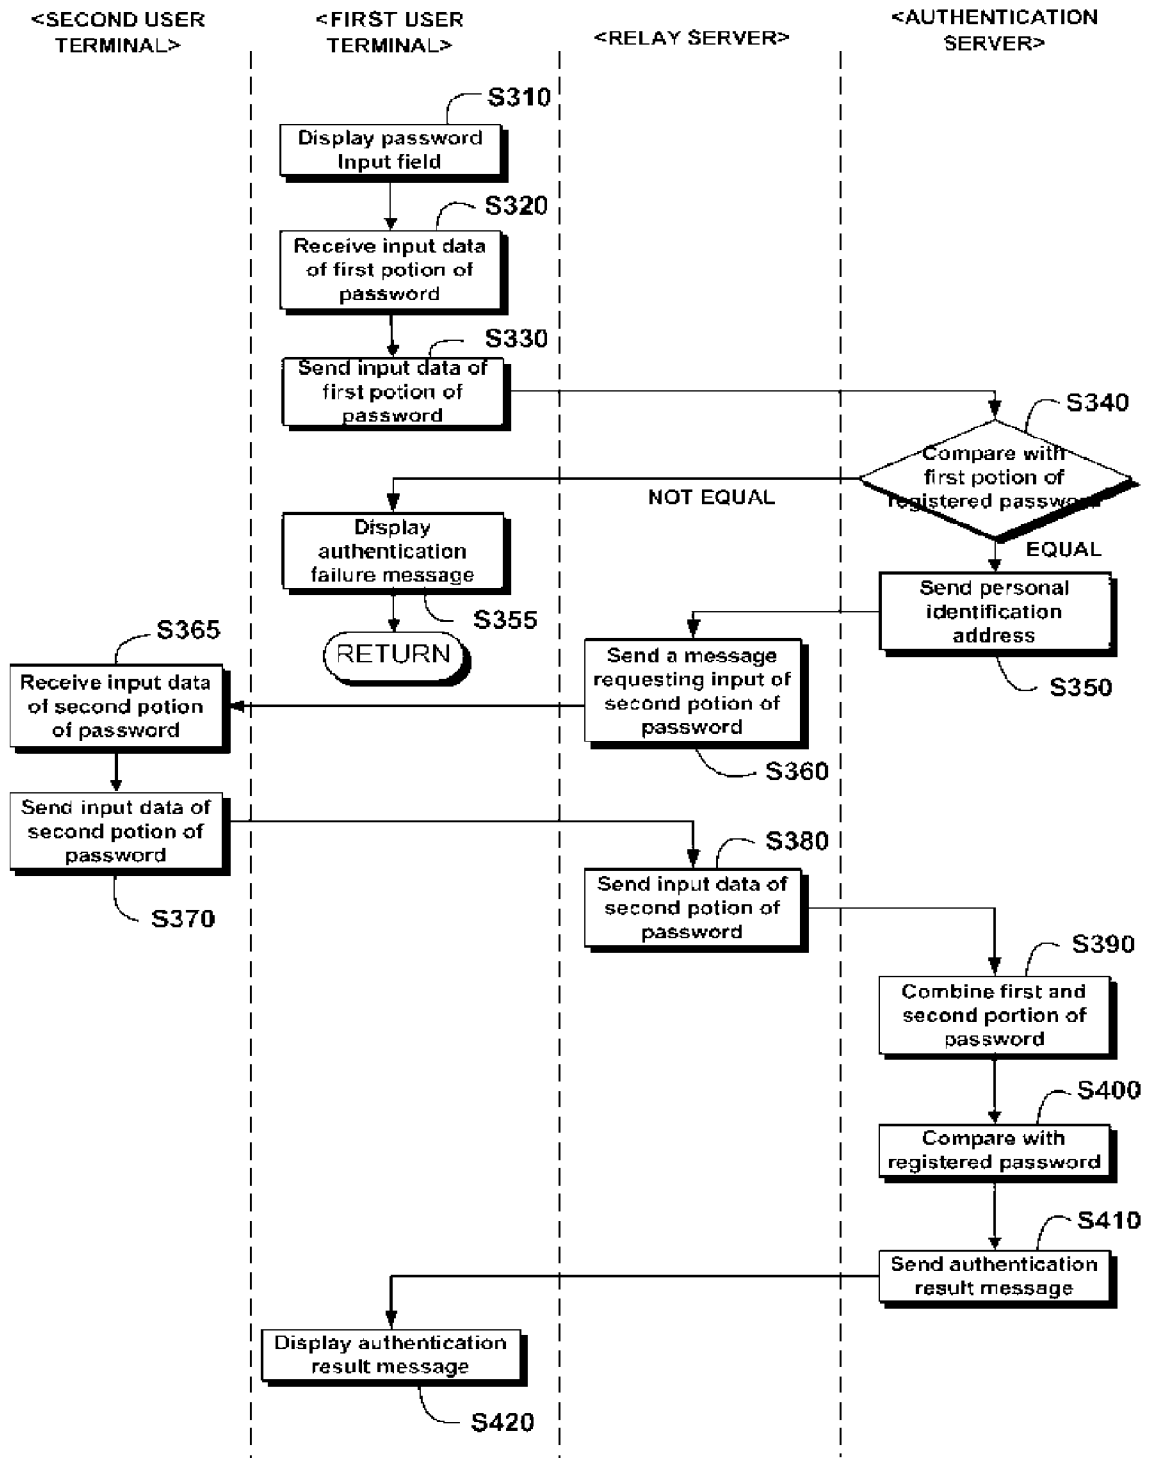 <SECOND USER
TERMINAL>
<FIRST USER
TERMINAL>
<RELAY SERVER>
<AUTHENTICATION
SERVER>
S310
Display password
Input field
S320
Receive input data
of first potion of
password
S330
Send input data of
first potion of
password
S340
Compare with
first potion of
registered password
NOT EQUAL
EQUAL
Display
authentication
failure message
S355
RETURN
Send personal
identification
address
S350
Send a message
requesting input of
second potion of
password
S360
S365
Receive input data
of second potion
of password
Send input data of
second potion of
password
S370
S380
Send input data of
second potion of
password
S390
Combine first and
second portion of
password
S400
Compare with
registered password
S410
Send authentication
result message
Display authentication
result message
S420